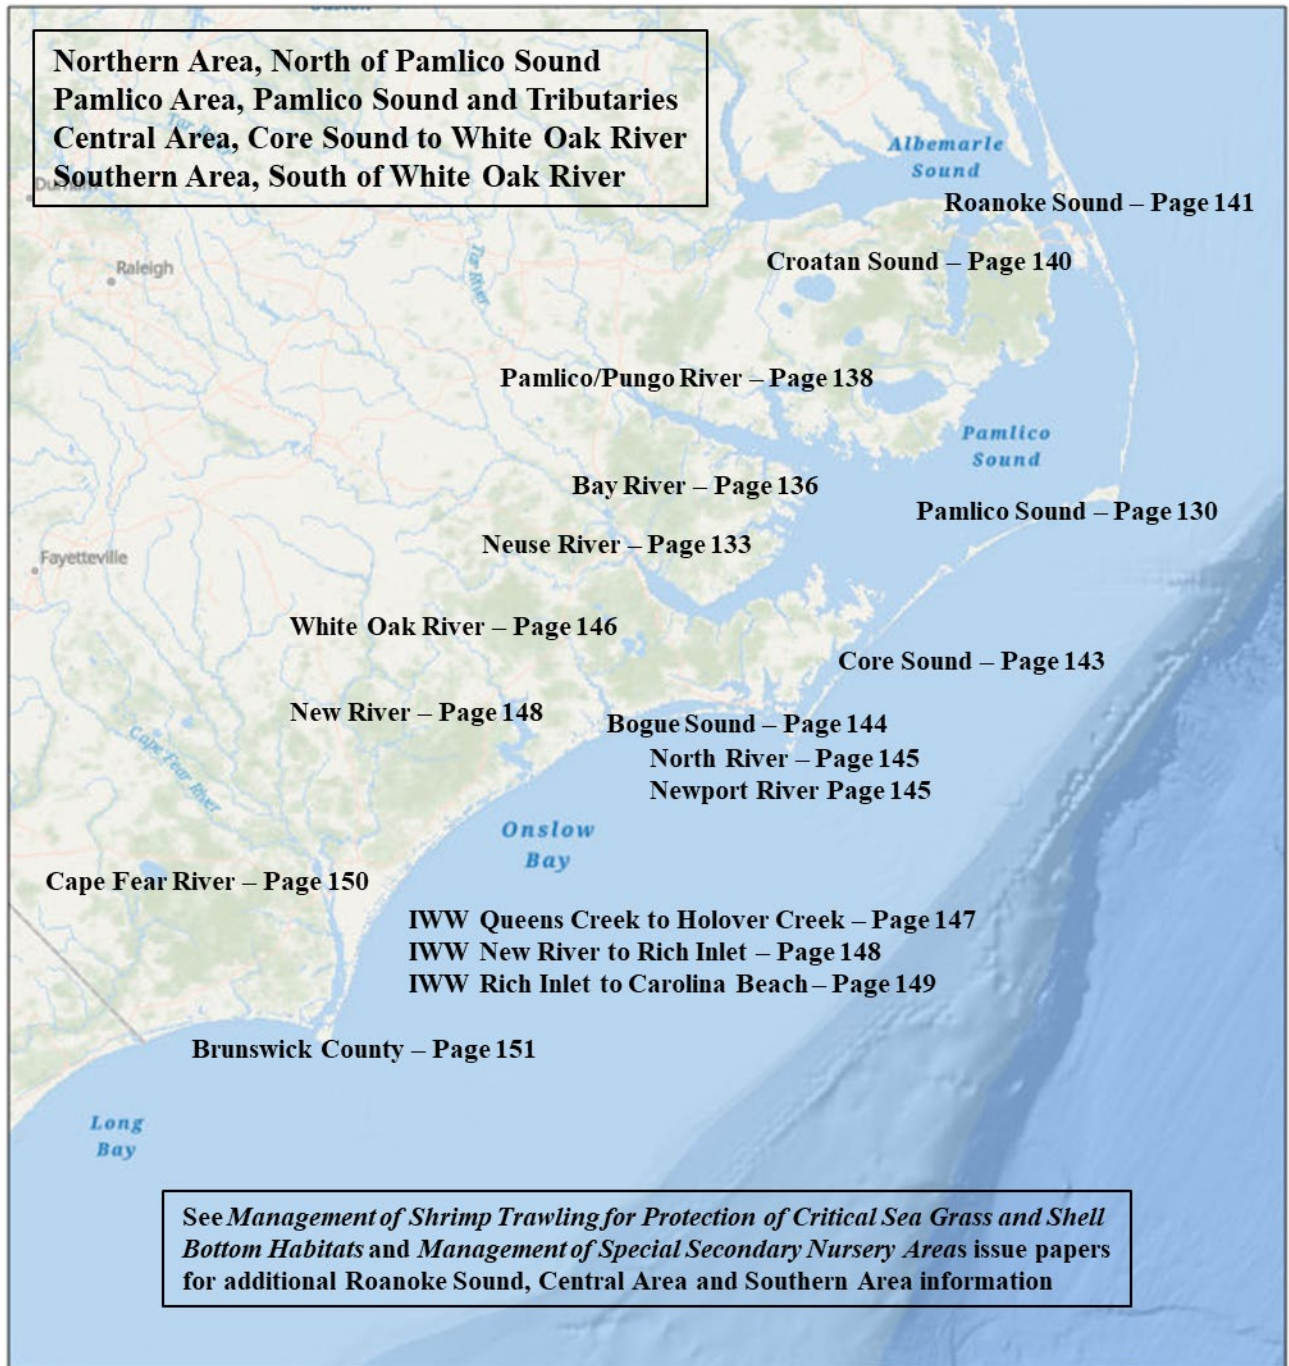 Northern Area, North of Pamlico Sound
Pamlico Area, Pamlico Sound and Tributaries
Central Area, Core Sound to White Oak River
Southern Area, South of White Oak River
Tar River
Albemarle
Sound
Roanoke Sound – Page 141
Croatan Sound – Page 140
Raleigh
Tar River
Pamlico/Pungo River – Page 138
Pamlico
Sound
Bay River – Page 136
Pamlico Sound – Page 130
Neuse River – Page 133
Fayetteville
White Oak River – Page 146
Core Sound – Page 143
New River – Page 148
Bogue Sound – Page 144
North River – Page 145
Newport River Page 145
Cape Fear River
Onslow
Bay
Cape Fear River – Page 150
IWW Queens Creek to Holover Creek – Page 147
IWW New River to Rich Inlet – Page 148
IWW Rich Inlet to Carolina Beach – Page 149
Brunswick County – Page 151
Long
Bay
See Management of Shrimp Trawling for Protection of Critical Sea Grass and Shell
Bottom Habitats and Management of Special Secondary Nursery Areas issue papers
for additional Roanoke Sound, Central Area and Southern Area information